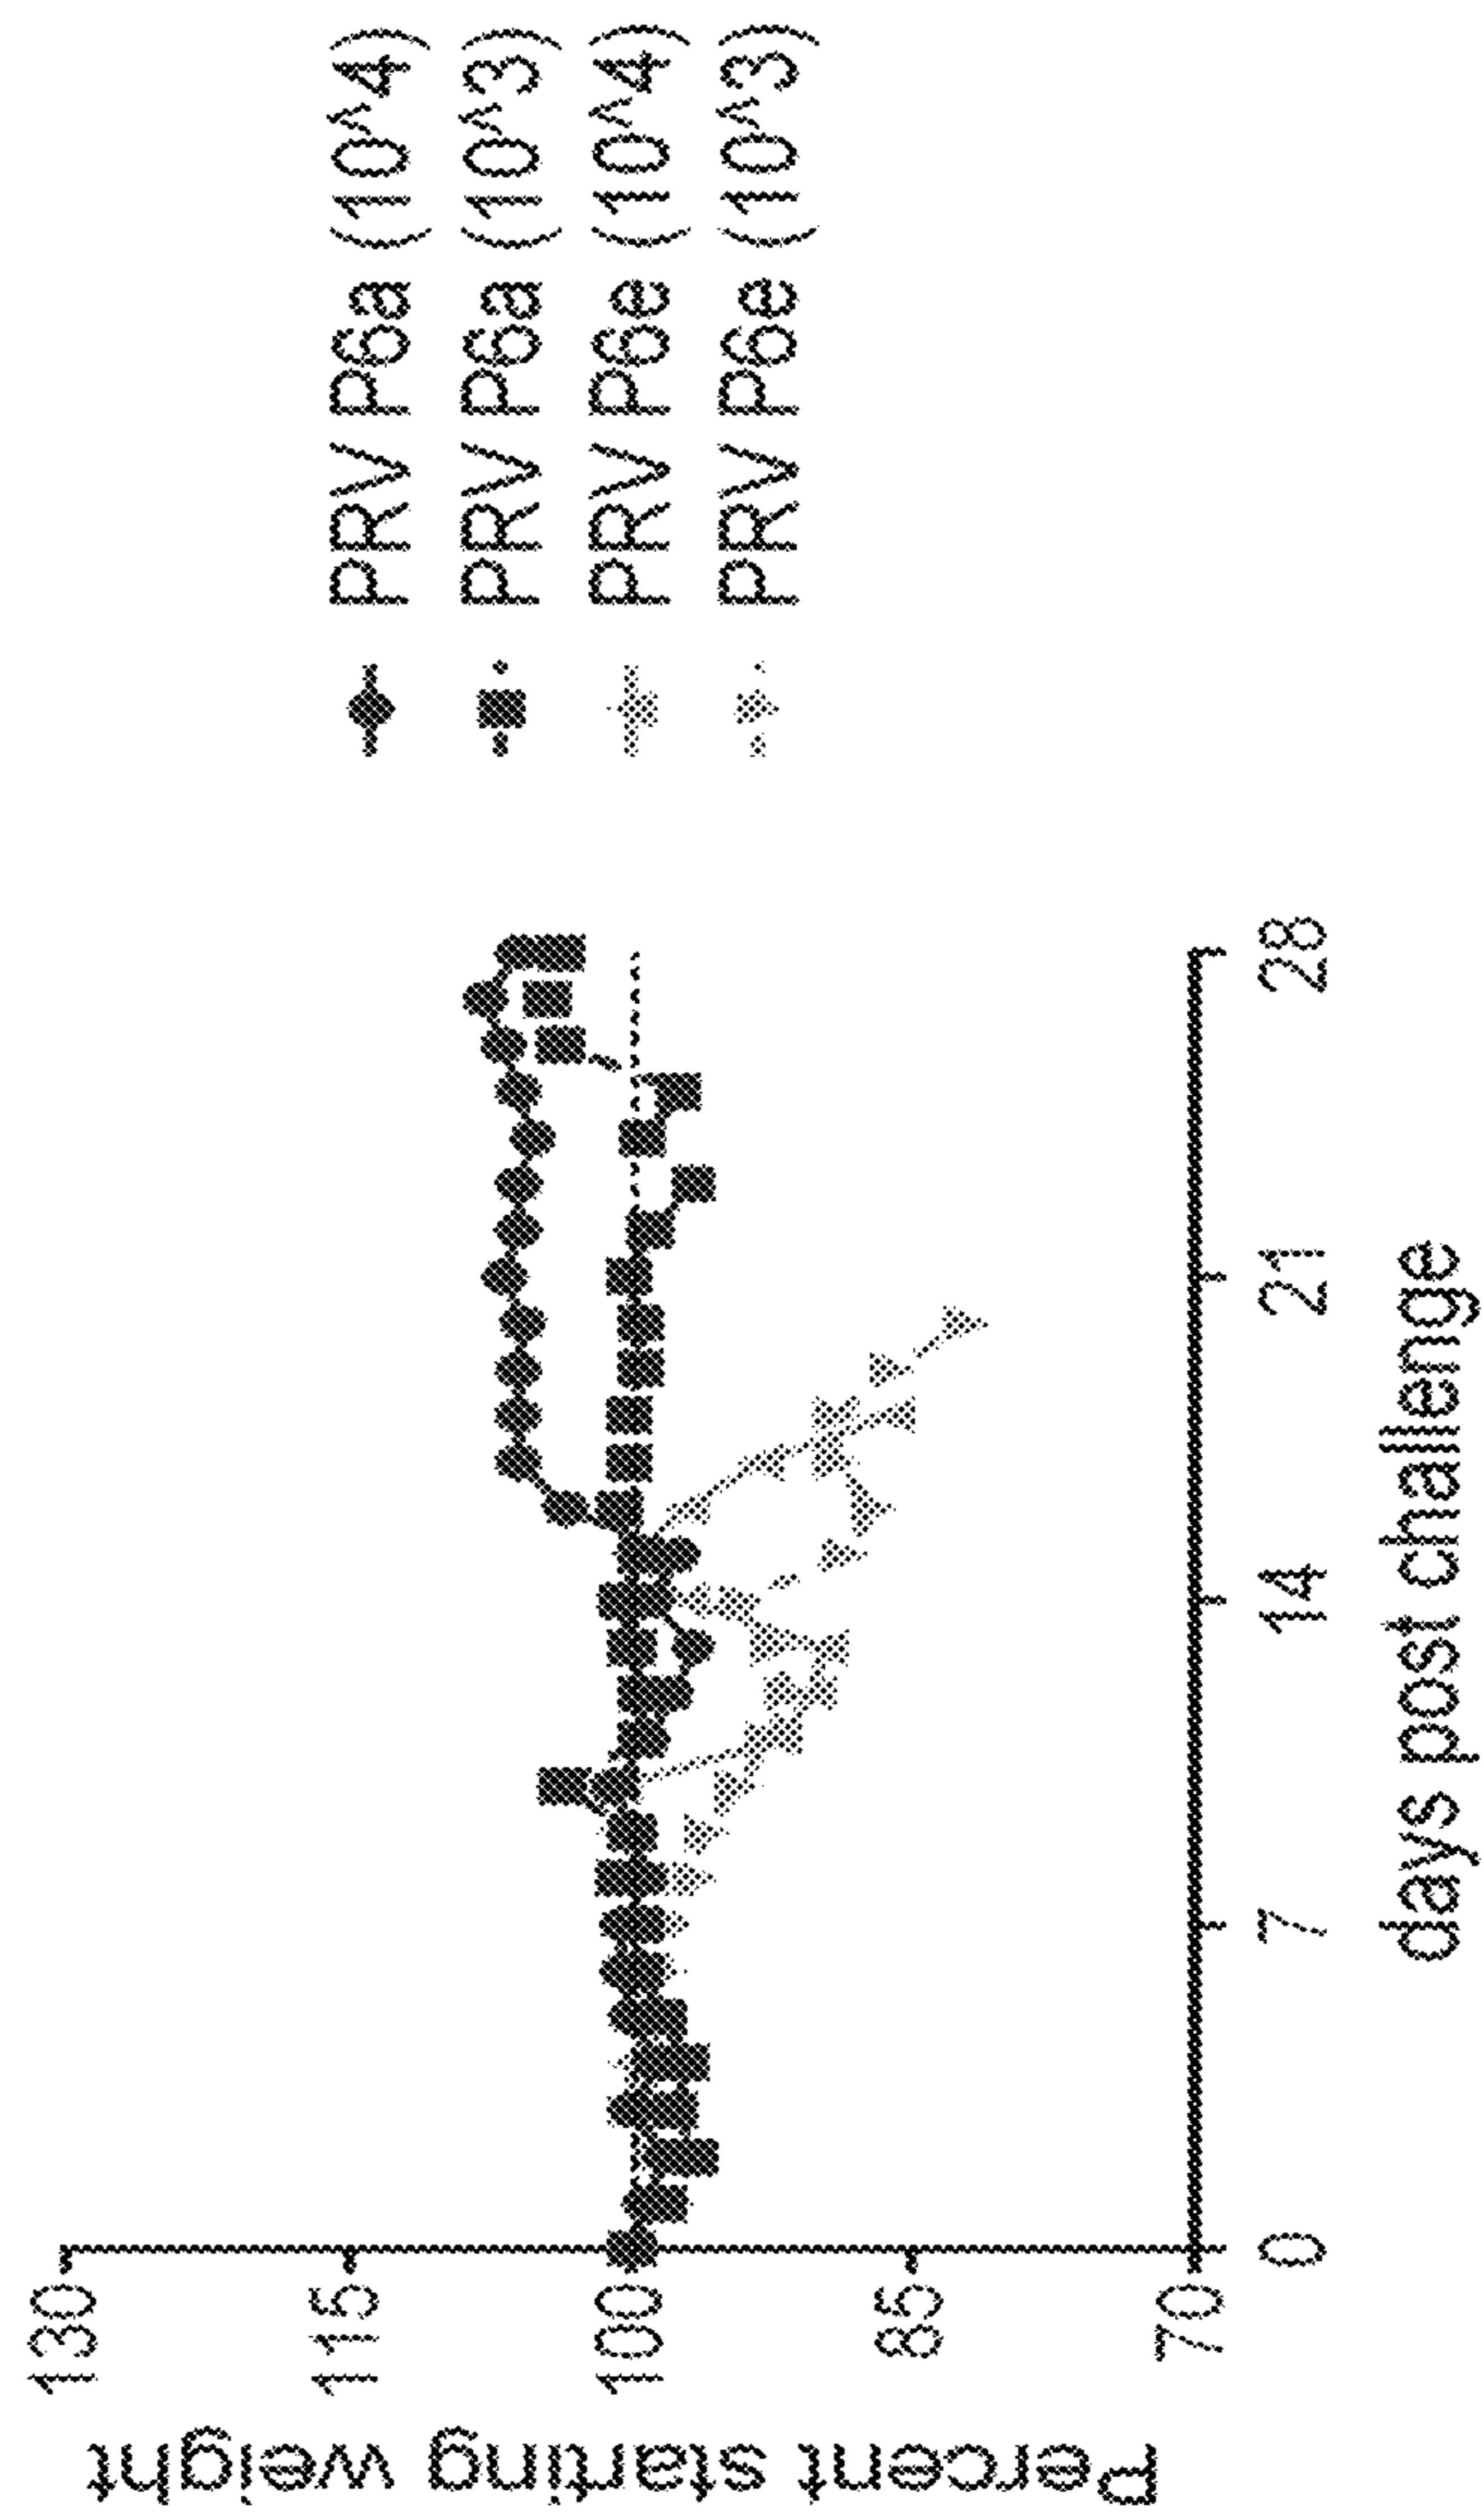 PRV P6a (10^4)
PRV P6a (10^3)
PRV P6e (10^4)
PRV P6e (10^3)
Percent starting weight
130
115
100
85
70
0
7
14
21
28
days post challenge